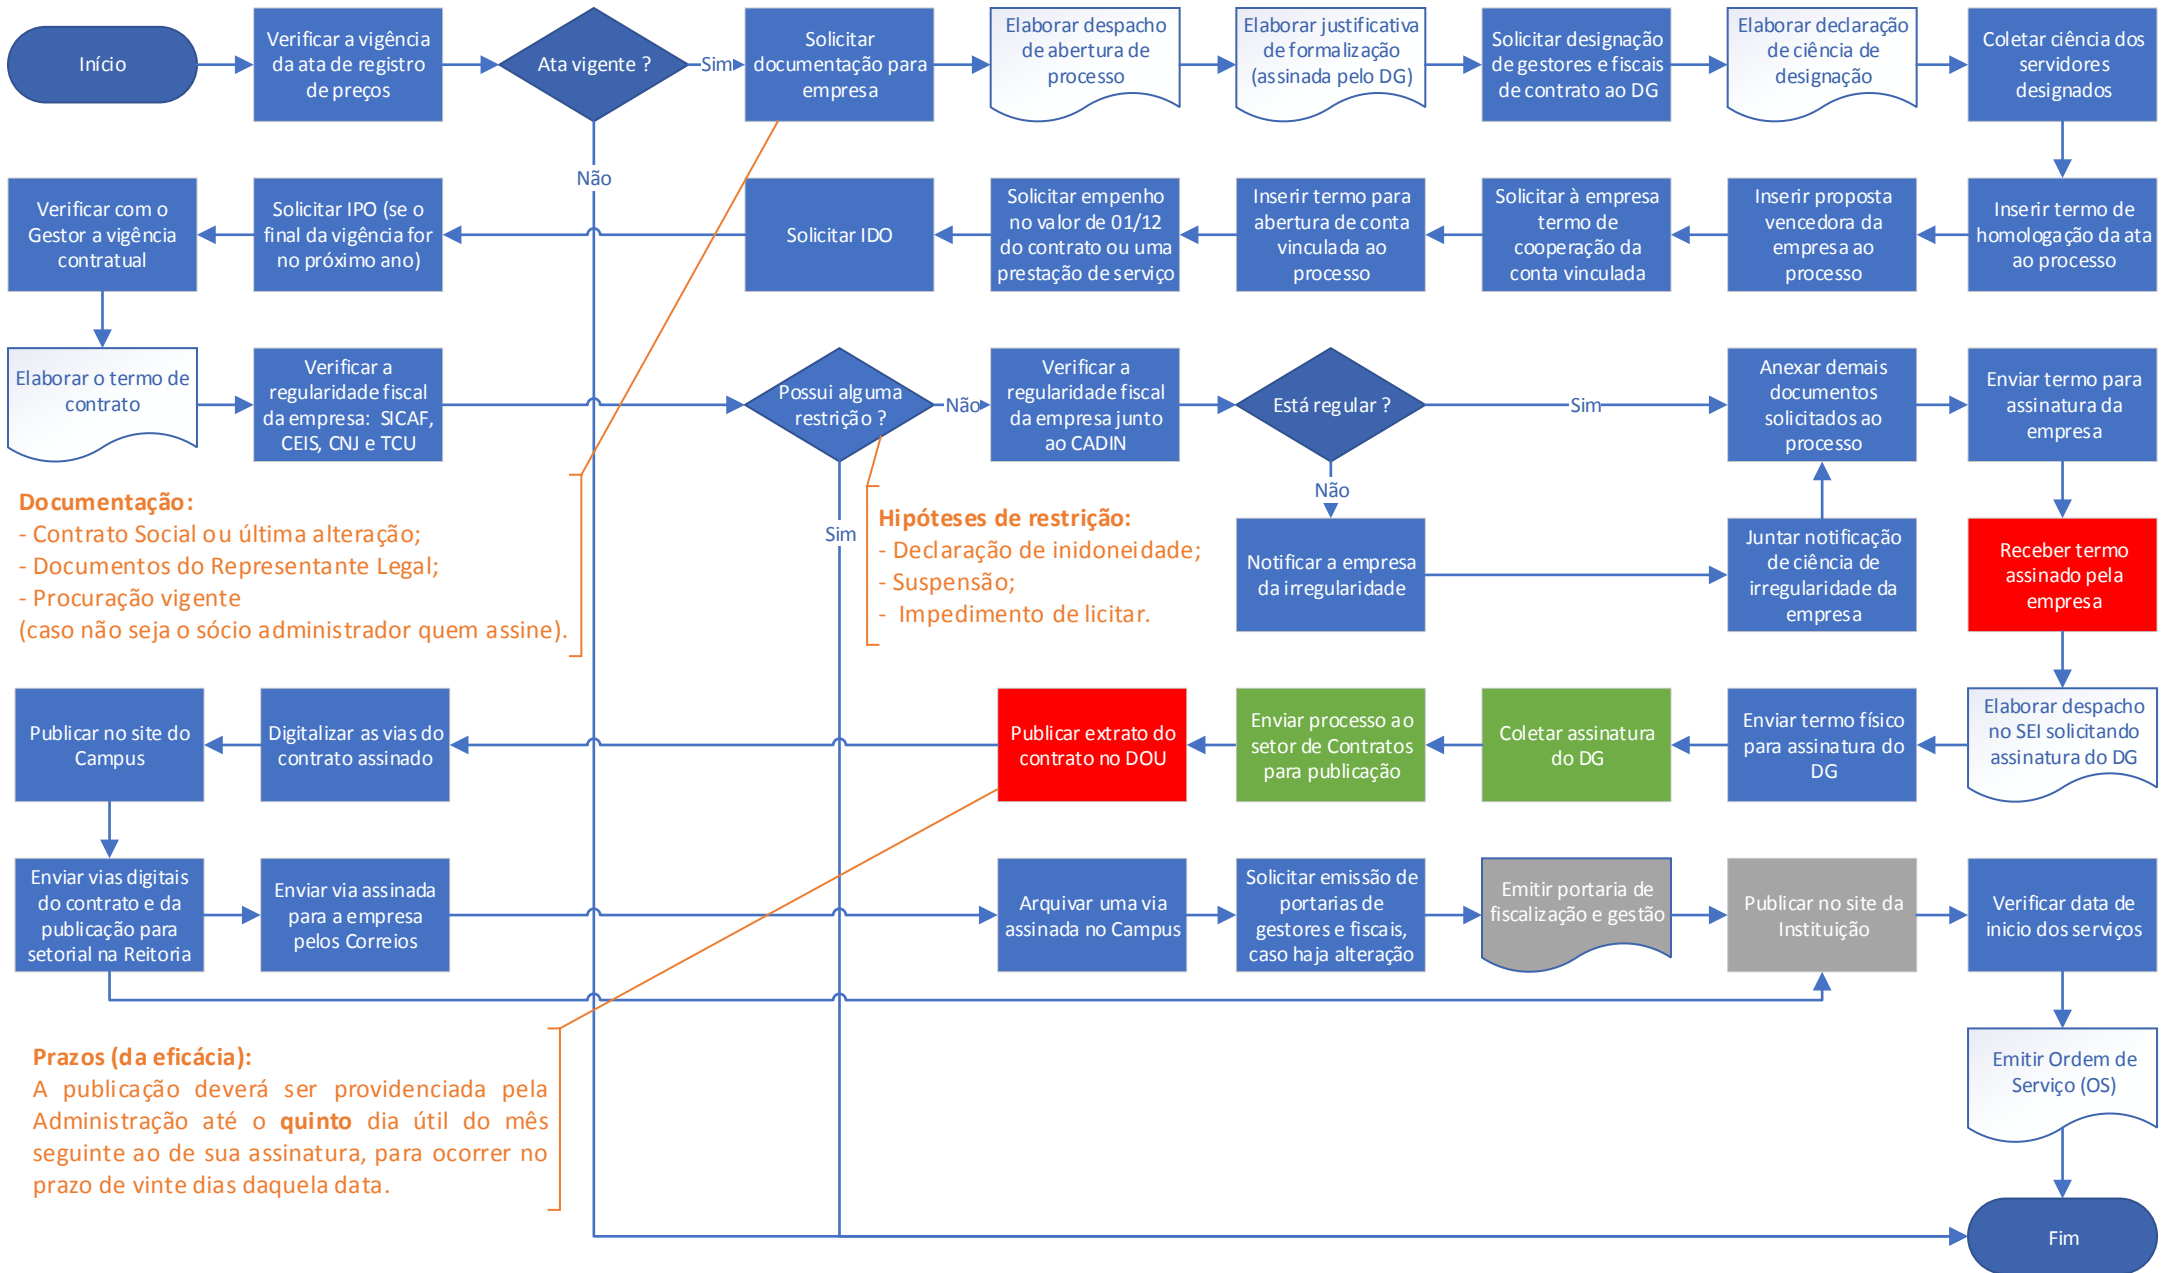 Início
Verificar a vigência
da ata de registro
de preços
Ata vigente ?
Sim
Solicitar
documentação para
empresa
Elaborar despacho
de abertura de
processo
Elaborar justificativa
de formalização
(assinada pelo DG)
Solicitar designação
de gestores e fiscais
de contrato ao DG
Elaborar declaração
de ciência de
designação
Coletar ciência dos
servidores
designados
Não
Verificar com o
Gestor a vigência
contratual
Solicitar IPO (se o
final da vigência for
no próximo ano)
Solicitar IDO
Solicitar empenho
no valor de 01/12
do contrato ou uma
prestação de serviço
Inserir termo para
abertura de conta
vinculada ao
processo
Solicitar à empresa
termo de
cooperação da
conta vinculada
Inserir proposta
vencedora da
empresa ao
processo
Inserir termo de
homologação da ata
ao processo
Elaborar o termo de
contrato
Verificar a
regularidade fiscal
da empresa: SICAF,
CEIS, CNJ e TCU
Possui alguma
restrição ?
Não
Verificar a
regularidade fiscal
da empresa junto
ao CADIN
Está regular ?
Sim
Anexar demais
documentos
solicitados ao
processo
Enviar termo para
assinatura da
empresa
Não
Sim
Documentação:
- Contrato Social ou última alteração;
- Documentos do Representante Legal;
- Procuração vigente
(caso não seja o sócio administrador quem assine).
Hipóteses de restrição:
- Declaração de inidoneidade;
- Suspensão;
- Impedimento de licitar.
Notificar a empresa
da irregularidade
Juntar notificação
de ciência de
irregularidade da
empresa
Receber termo
assinado pela
empresa
Publicar no site do
Campus
Digitalizar as vias do
contrato assinado
Publicar extrato do
contrato no DOU
Enviar processo ao
setor de Contratos
para publicação
Coletar assinatura
do DG
Enviar termo físico
para assinatura do
DG
Elaborar despacho
no SEI solicitando
assinatura do DG
Enviar vias digitais
do contrato e da
publicação para
setorial na Reitoria
Enviar via assinada
para a empresa
pelos Correios
Arquivar uma via
assinada no Campus
Solicitar emissão de
portarias de
gestores e fiscais,
caso haja alteração
Emitir portaria de
fiscalização e gestão
Publicar no site da
Instituição
Verificar data de
inicio dos serviços
Prazos (da eficácia):
A publicação deverá ser providenciada pela
Administração até o quinto dia útil do mês
seguinte ao de sua assinatura, para ocorrer no
prazo de vinte dias daquela data.
Emitir Ordem de
Serviço (OS)
Fim